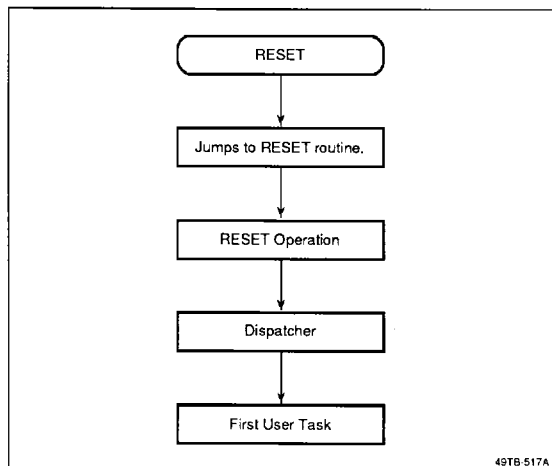 RESET
Jumps to RESET routine.
RESET Operation
Dispatcher
First User Task
49TB-517A